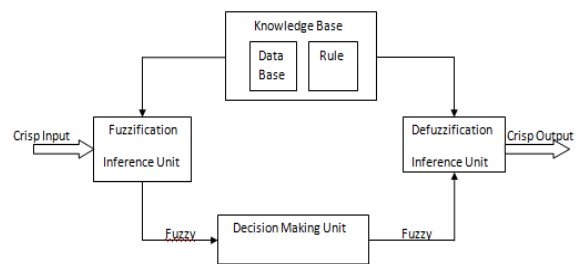 Knowledge Base
Data
Base
Rule
Crisp Input
Fuzzification
Inference Unit
Defuzzification
Inference Unit
Crisp Output
Fuzzy
Decision Making Unit
Fuzzy